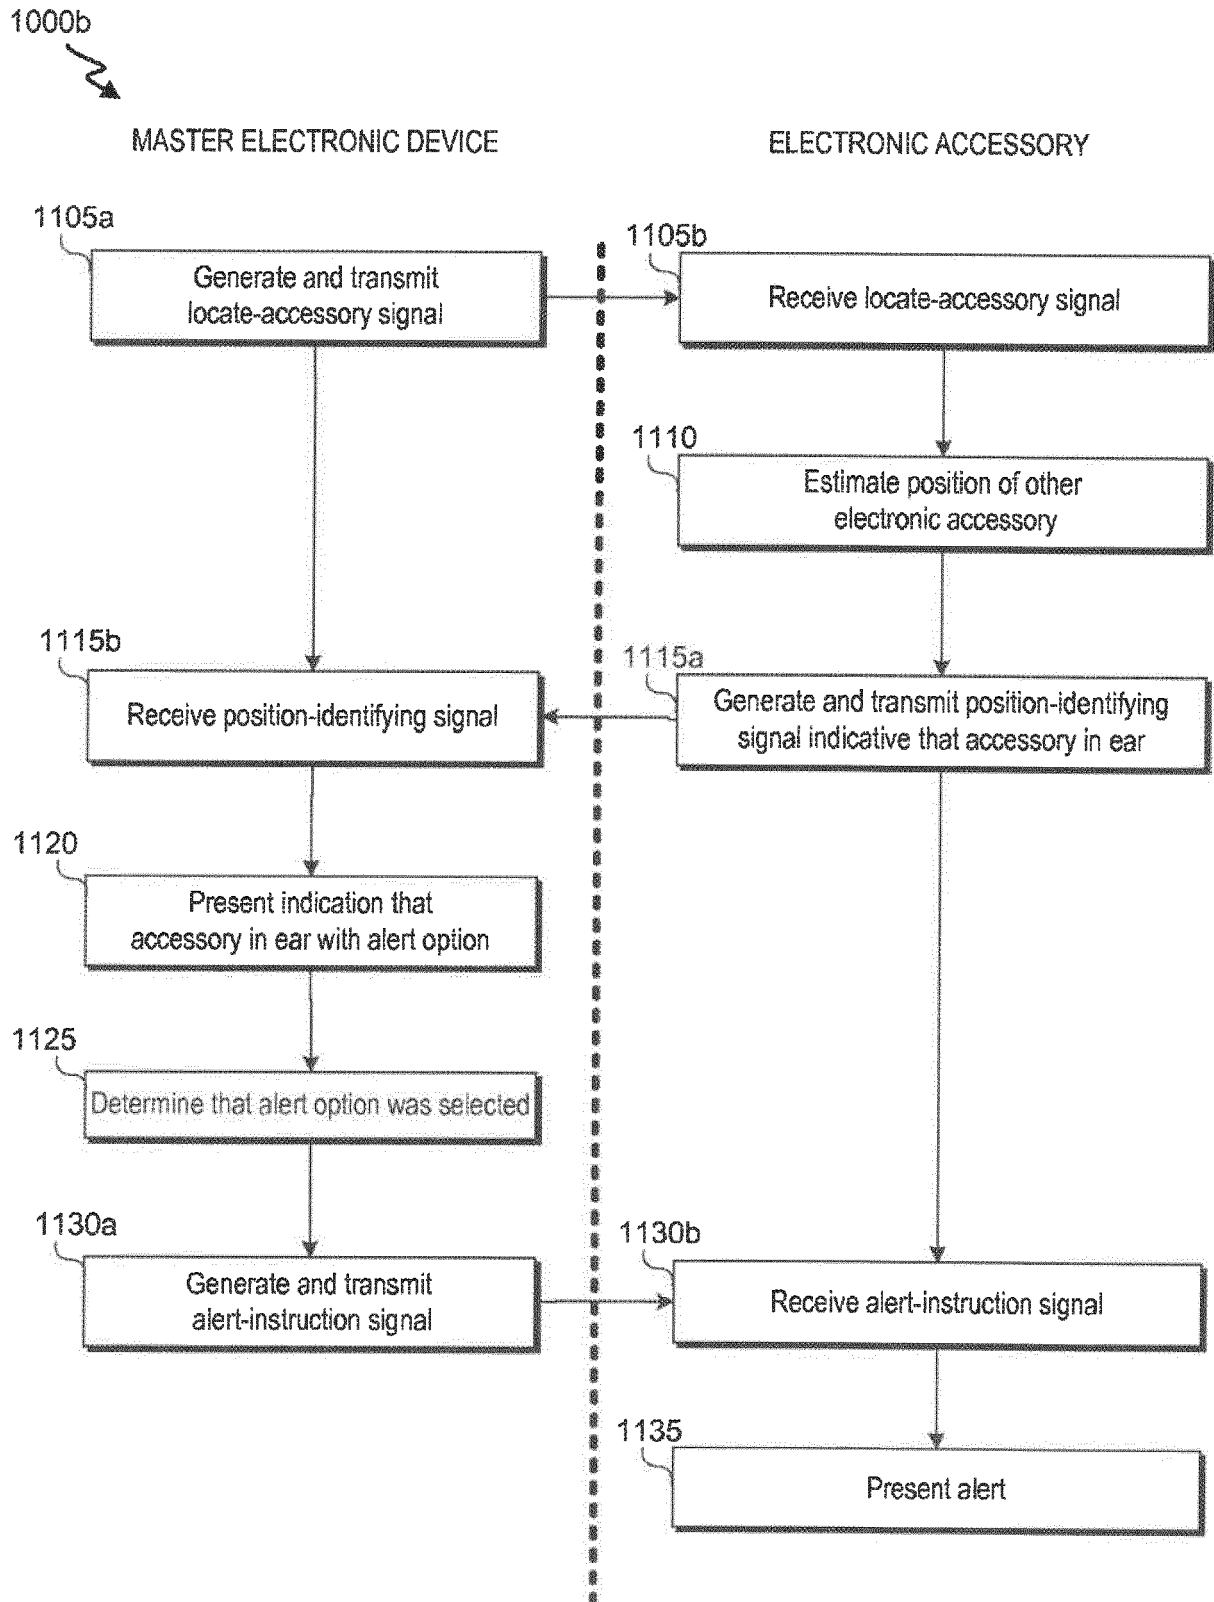 1000b
MASTER ELECTRONIC DEVICE
ELECTRONIC ACCESSORY
1105a
Generate and transmit
locate-accessory signal
1105b
Receive locate-accessory signal
1110
Estimate position of other
electronic accessory
1115b
Receive position-identifying signal
1115a
Generate and transmit position-identifying
signal indicative that accessory in ear
1120
Present indication that
accessory in ear with alert option
1125
Determine that alert option was selected
1130a
Generate and transmit
alert-instruction signal
1130b
Receive alert-instruction signal
1135
Present alert